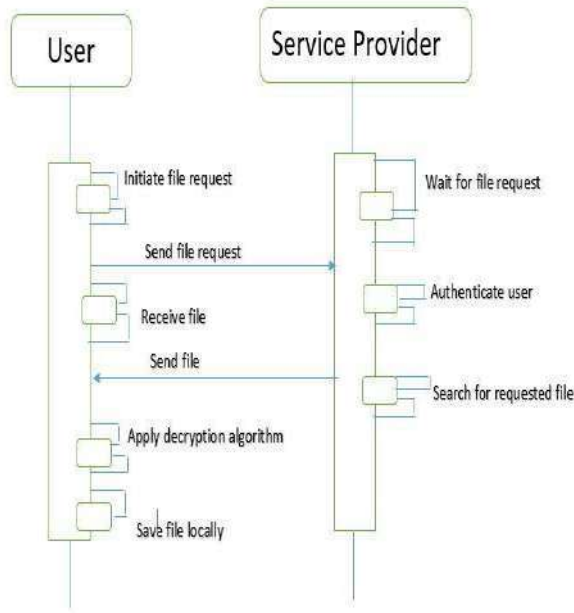 User
Service Provider
Initiate file request
Wait for file request
Send file request
Authenticate user
Receive file
Send file
Search for requested file
Apply decryption algorithm
Save file locally